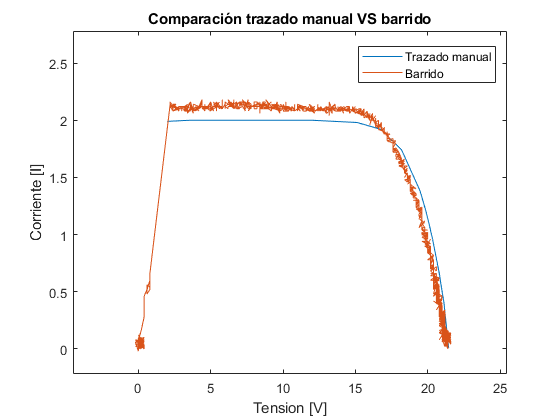 Comparación trazado manual VS barrido
Trazado manual
Barrido
2.5
2
1.5
1
0.5
0
Corriente [I]
0
5
10
15
20
25
Tension [V]